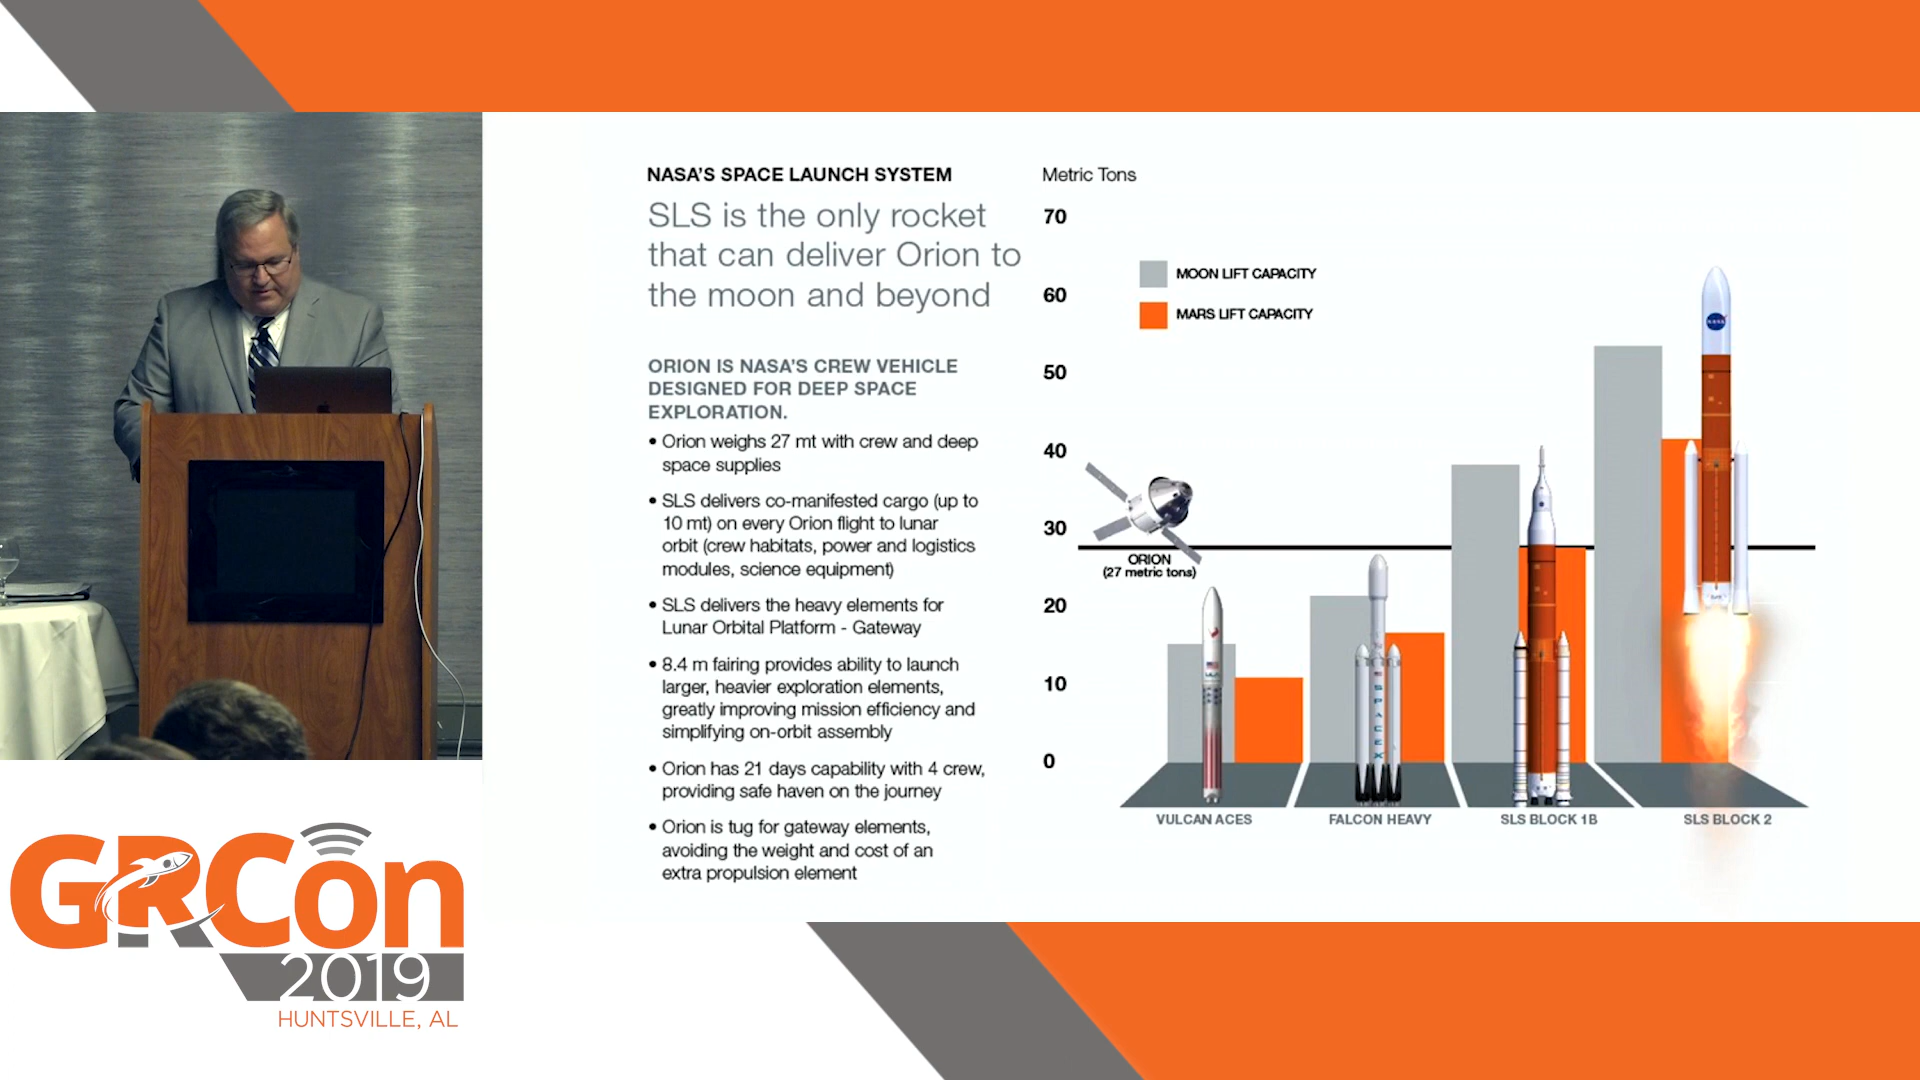 NASA'S SPACE LAUNCH SYSTEM
SLS is the only rocket
that can deliver Orion to
the moon and beyond
ORION IS NASA'S CREW VEHICLE
DESIGNED FOR DEEP SPACE
EXPLORATION.
• Orion weighs 27 mt with crew and deep
space supplies
• SLS delivers co-manifested cargo (up to
10 mt) on every Orion flight to lunar
orbit (crew habitats, power and logistics
modules, science equipment)
• SLS delivers the heavy elements for
Lunar Orbital Platform - Gateway
• 8.4 m fairing provides ability to launch
larger, heavier exploration elements,
greatly improving mission efficiency and
simplifying on-orbit assembly
• Orion has 21 days capability with 4 crew,
providing safe haven on the journey
• Orion is tug for gateway elements,
avoiding the weight and cost of an
extra propulsion element
Metric Tons
70
60
50
40
30
20
10
0
MOON LIFT CAPACITY
MARS LIFT CAPACITY
ORION
(27 metric tons)
NASA
ULA
SPACEX
VULCAN ACES
FALCON HEAVY
SLS BLOCK 1B
SLS BLOCK 2
GRCon
2019
HUNTSVILLE, AL